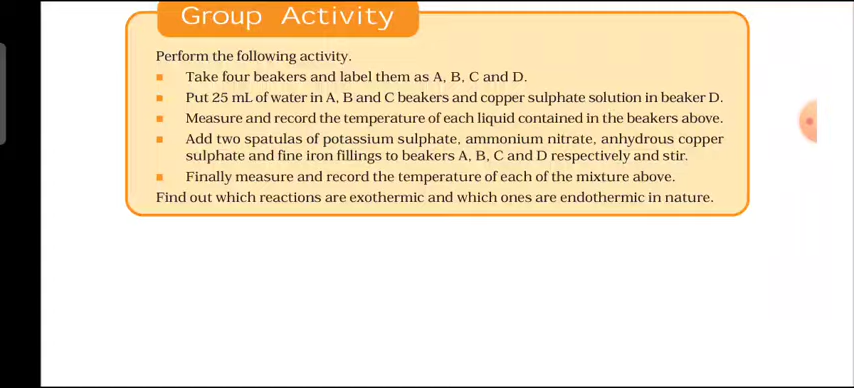 Group Activity
Perform the following activity.
■ Take four beakers and label them as A, B, C and D.
■ Put 25 mL of water in A, B and C beakers and copper sulphate solution in beaker D.
■ Measure and record the temperature of each liquid contained in the beakers above.
■ Add two spatulas of potassium sulphate, ammonium nitrate, anhydrous copper
sulphate and fine iron fillings to beakers A, B, C and D respectively and stir.
■ Finally measure and record the temperature of each of the mixture above.
Find out which reactions are exothermic and which ones are endothermic in nature.